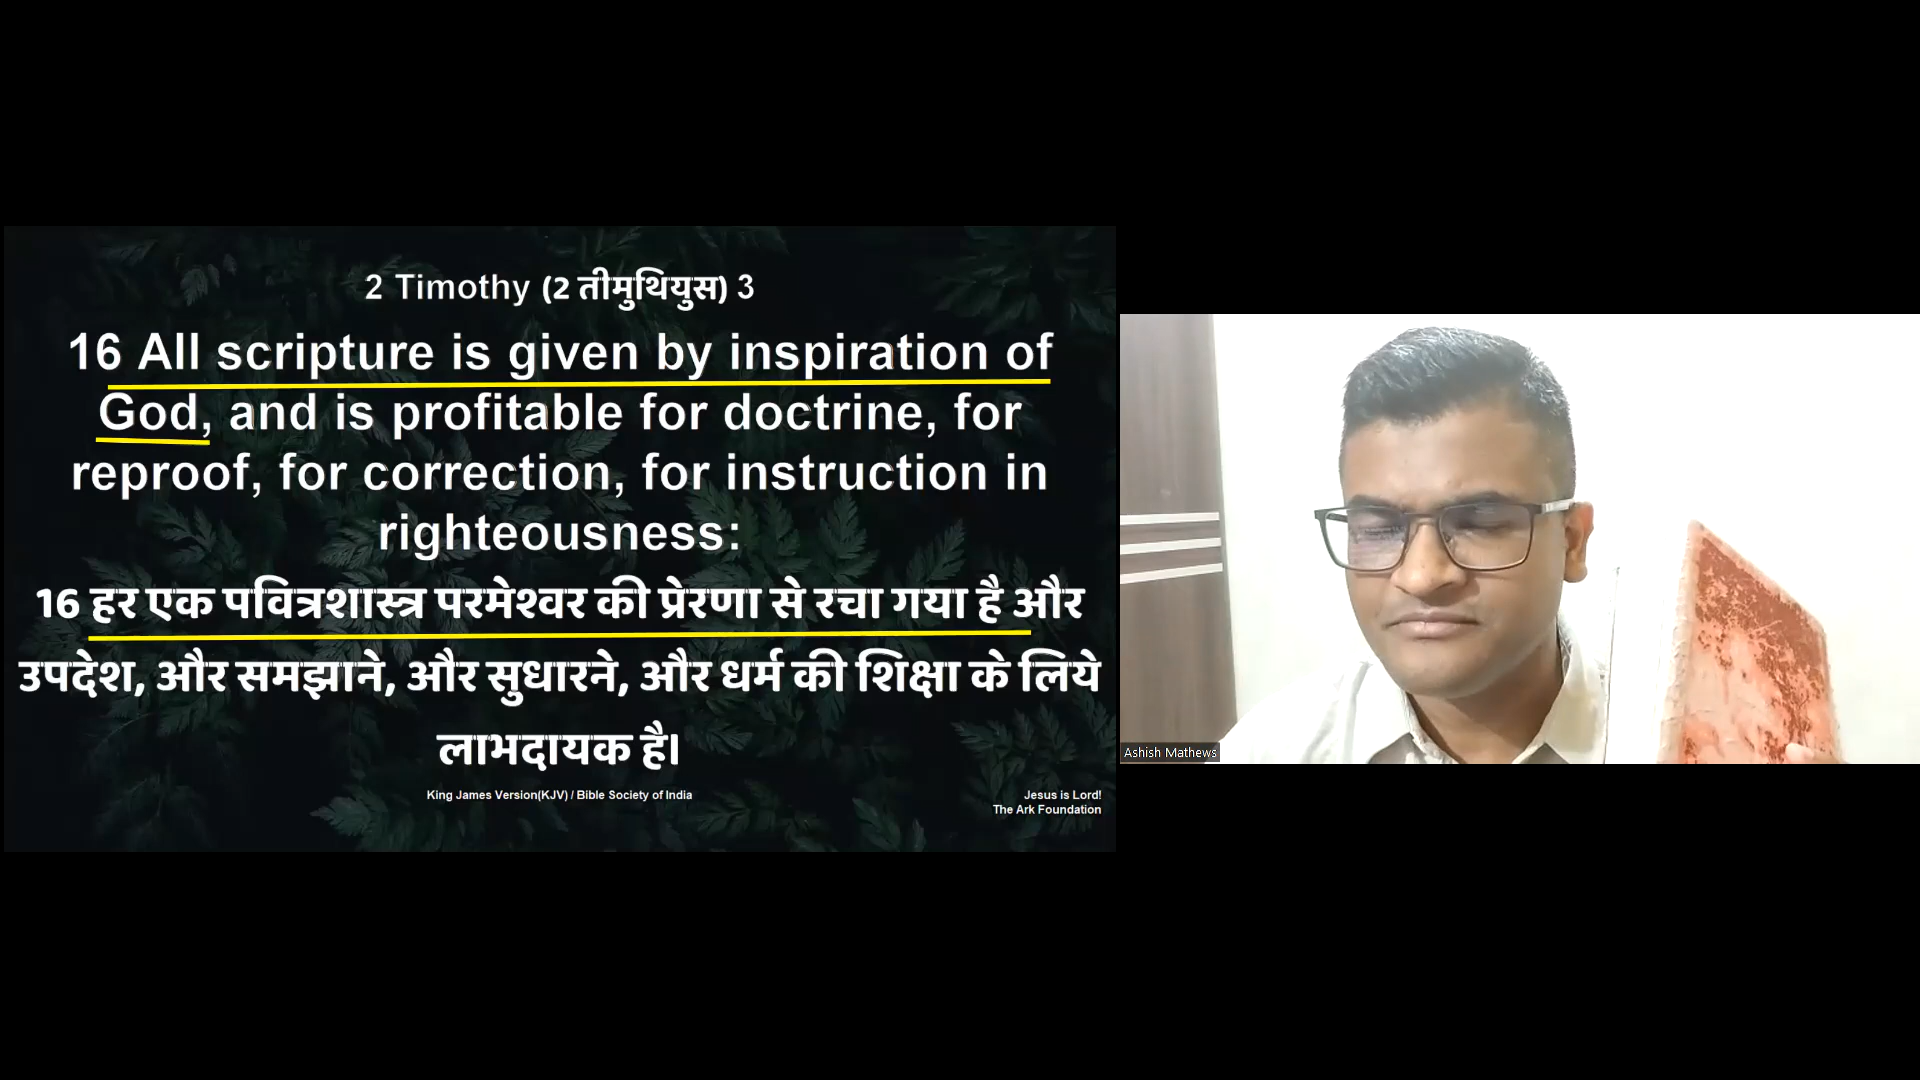 2 Timothy (2 तीमुथियुस) 3
16 All scripture is given by inspiration of
God, and is profitable for doctrine, for
reproof, for correction, for instruction in
righteousness:
16 हर एक पवित्रशास्त्र परमेश्वर की प्रेरणा से रचा गया है और
उपदेश, और समझाने, और सुधारने, और धर्म की शिक्षा के लिये
लाभदायक है।
King James Version(KJV) / Bible Society of India
Jesus is Lord!
The Ark Foundation
Ashish Mathews